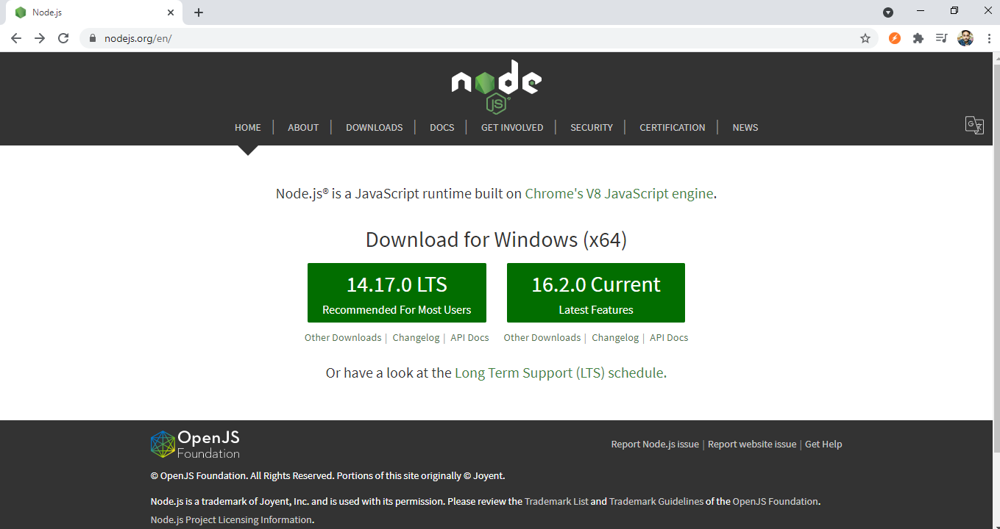 Node.js
nodejs.org/en/
node
JS
HOME | ABOUT | DOWNLOADS | DOCS | GET INVOLVED | SECURITY | CERTIFICATION | NEWS
Node.js® is a JavaScript runtime built on Chrome's V8 JavaScript engine.
Download for Windows (x64)
14.17.0 LTS
Recommended For Most Users
16.2.0 Current
Latest Features
Other Downloads | Changelog | API Docs
Other Downloads | Changelog | API Docs
Or have a look at the Long Term Support (LTS) schedule.
OpenJS
Foundation
Report Node.js issue | Report website issue | Get Help
© OpenJS Foundation. All Rights Reserved. Portions of this site originally © Joyent.
Node.js is a trademark of Joyent, Inc. and is used with its permission. Please review the Trademark List and Trademark Guidelines of the OpenJS Foundation.
Node.js Project Licensing Information.